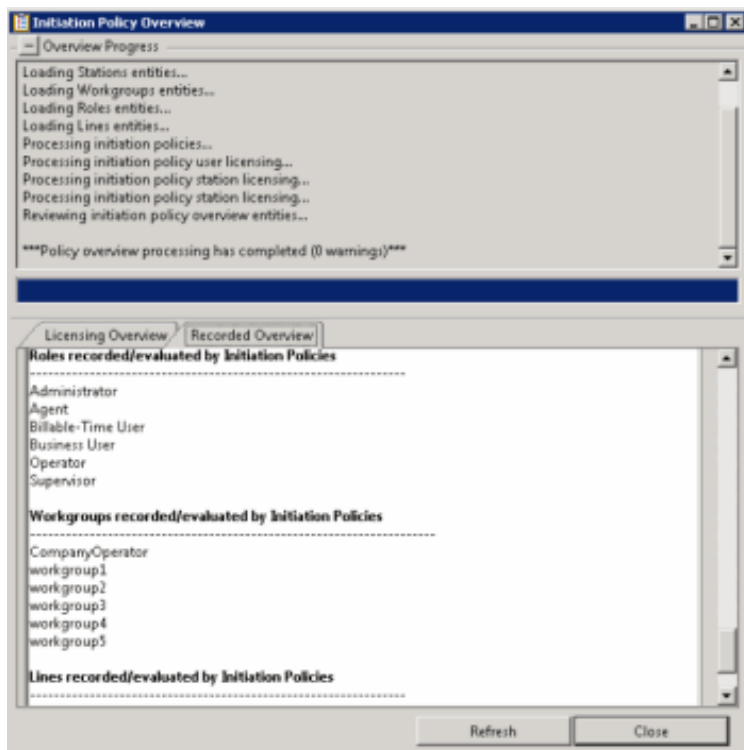 Initiation Policy Overview
Overview Progress
Loading Stations entities...
Loading Workgroups entities...
Loading Roles entities...
Loading Lines entities...
Processing initiation policies...
Processing initiation policy user licensing...
Processing initiation policy station licensing...
Processing initiation policy station licensing...
Reviewing initiation policy overview entities...
***Policy overview processing has completed (0 warnings)***
Licensing Overview Recorded Overview
Roles recorded/evaluated by Initiation Policies
--------------------------------------------------------------------
Administrator
Agent
Billable-Time User
Business User
Operator
Supervisor
Workgroups recorded/evaluated by Initiation Policies
--------------------------------------------------------------------------
CompanyOperator
workgroup1
workgroup2
workgroup3
workgroup4
workgroup5
Lines recorded/evaluated by Initiation Policies
--------------------------------------------------------------------
Refresh Close